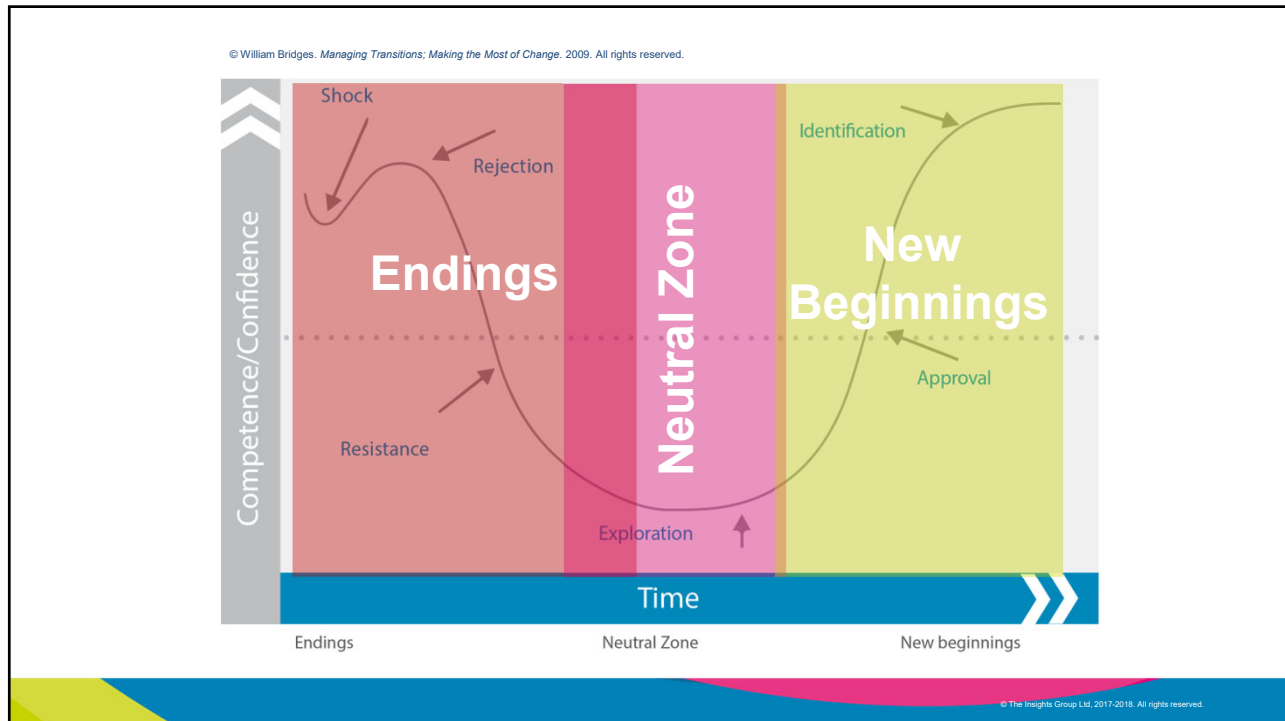 © William Bridges. Managing Transitions; Making the Most of Change. 2009. All rights reserved.
Shock
Rejection
Identification
Competence/Confidence
Endings
Neutral Zone
New
Beginnings
Approval
Resistance
Exploration
Time
Endings
Neutral Zone
New beginnings
© The Insights Group Ltd, 2017-2018. All rights reserved.